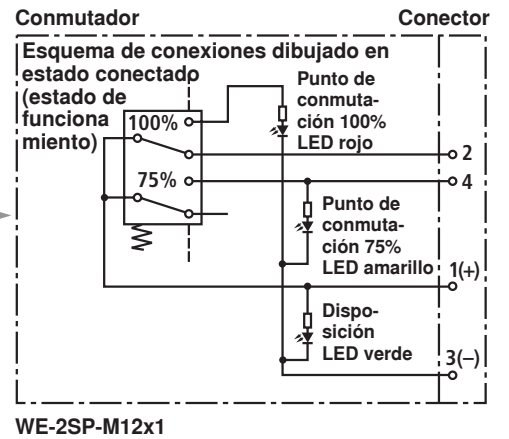 Conmutador
Conector
Esquema de conexiones dibujado en
estado conectado
(estado de
funciona
miento)
100%
75%
Punto de
conmuta-
ción 100%
LED rojo
2
4
Punto de
conmuta-
ción 75%
LED amarillo
1(+)
Dispo-
sición
LED verde
3(–)
WE-2SP-M12x1